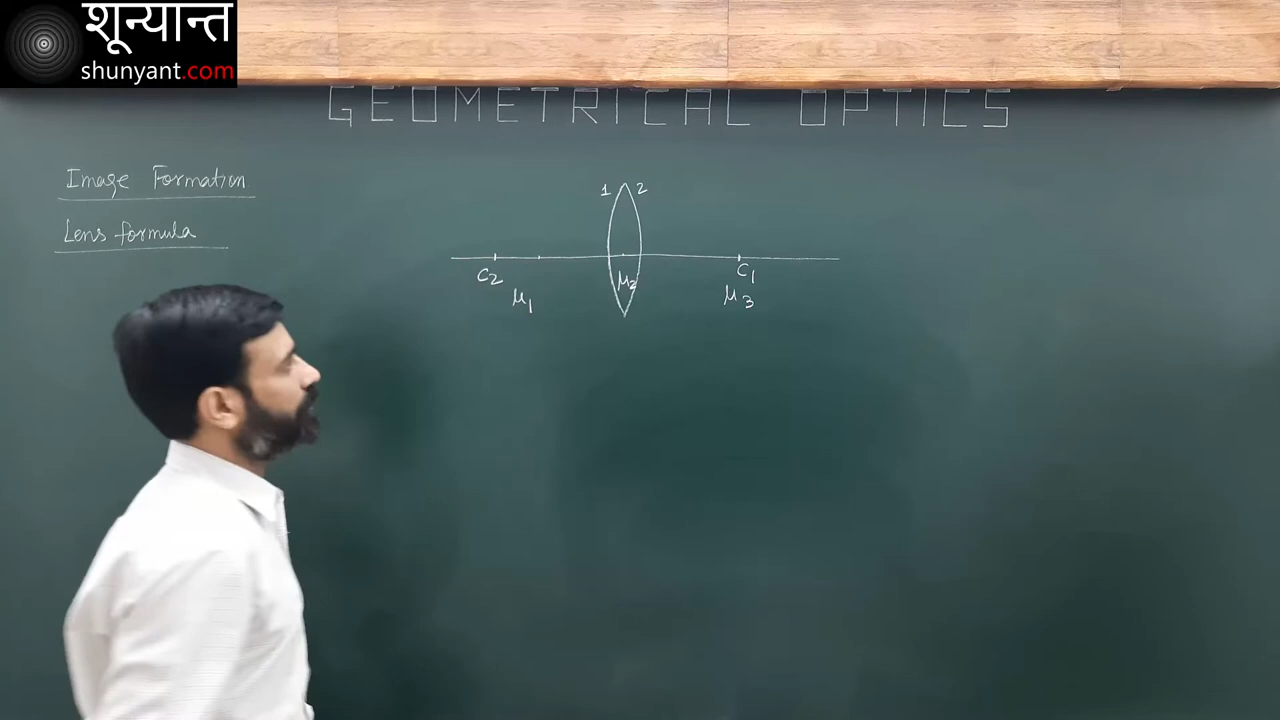 शून्यान्त
shunyant.com
GEOMETRICAL OPTICS
Image Formation
Lens formula
1 2
C2 C1
μ1 μ2 μ3